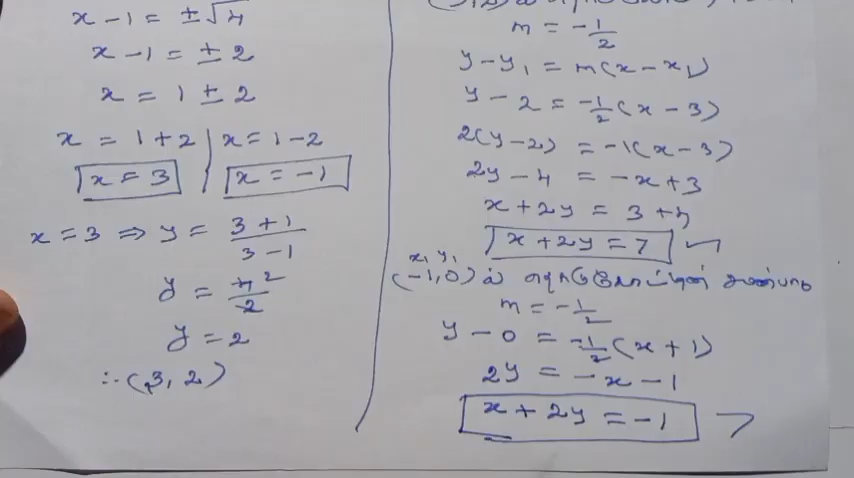 x - 1 = ± √4
x - 1 = ± 2
x = 1 ± 2
x = 1 + 2 | x = 1 - 2
x = 3 | x = -1
x = 3 ⇒ y = (3 + 1)/(3 - 1)
y = 4/2 2
y = 2
∴ (3, 2)
m = -1/2
y - y₁ = m(x - x₁)
y - 2 = -1/2 (x - 3)
2(y - 2) = -1(x - 3)
2y - 4 = -x + 3
x + 2y = 3 + 4
x + 2y = 7
x₁ y₁
(-1, 0) ல்
m = -1/2
y - 0 = -1/2 (x + 1)
2y = -x - 1
x + 2y = -1